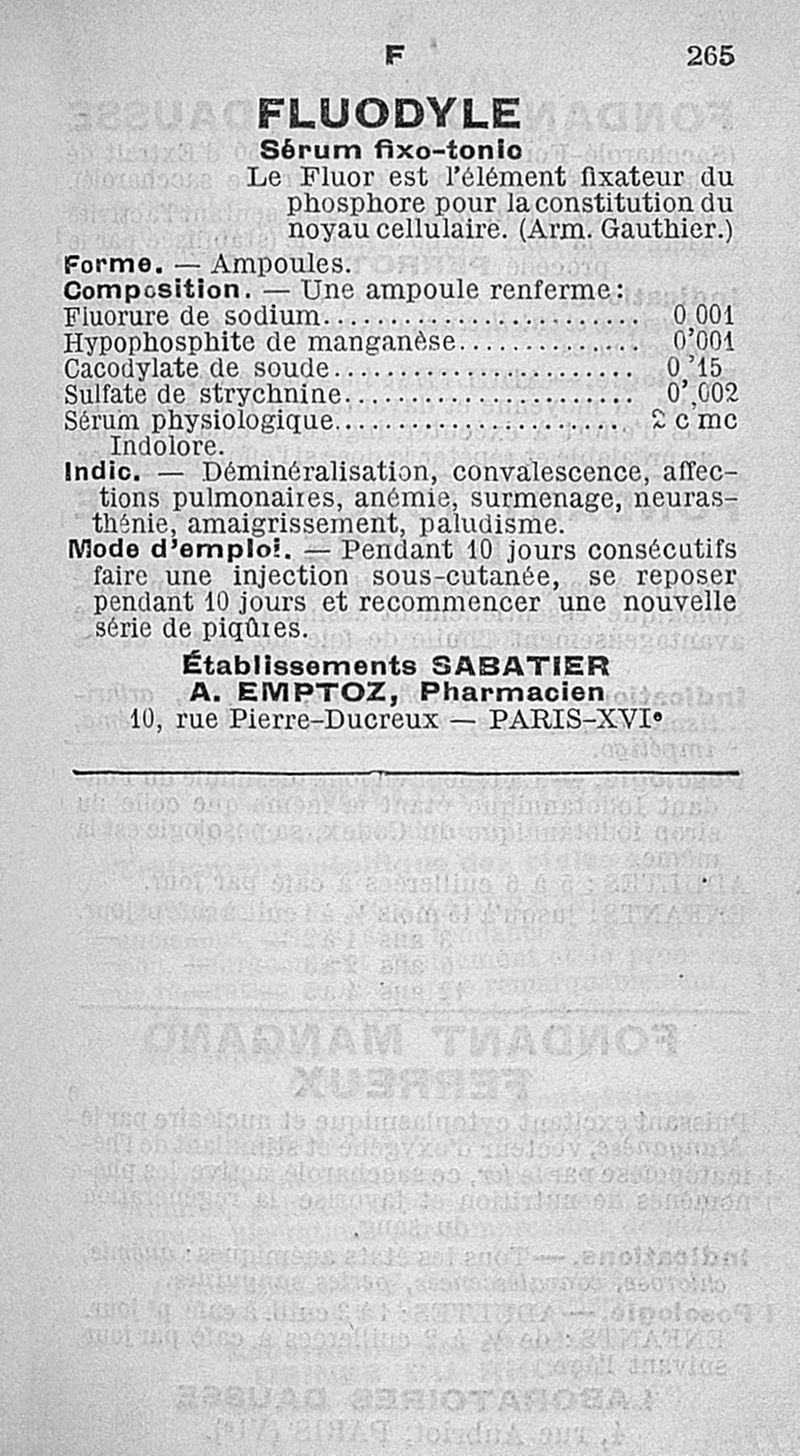 F 265
FLUODYLE
Sérum fixo-tonic
Le Fluor est l'élément fixateur du
phosphore pour la constitution du
noyau cellulaire. (Arm. Gauthier.)
Forme. — Ampoules.
Composition. — Une ampoule renferme:
Fluorure de sodium........................... 0 001
Hypophosphite de manganèse............... 0'001
Cacodylate de soude......................... 0,'15
Sulfate de strychnine........................ 0',002
Sérum physiologique......................... 2 c mc
Indolore.
Indic. — Déminéralisation, convalescence, affec-
tions pulmonaires, anémie, surmenage, neuras-
thénie, amaigrissement, paludisme.
Mode d'emploi. — Pendant 10 jours consécutifs
faire une injection sous-cutanée, se reposer
pendant 10 jours et recommencer une nouvelle
série de piqûres.
Établissements SABATIER
A. EMPTOZ, Pharmacien
10, rue Pierre-Ducreux — PARIS-XVIe